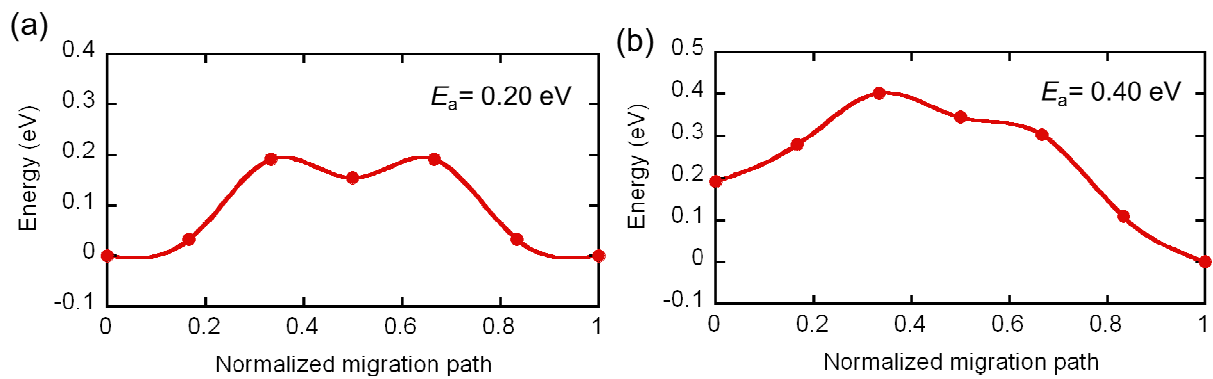 (a)
0.4
0.3
0.2
0.1
0
-0.1
Energy (eV)
Ea= 0.20 eV
0 0.2 0.4 0.6 0.8 1
Normalized migration path
(b)
0.5
0.4
0.3
0.2
0.1
0
-0.1
Energy (eV)
Ea= 0.40 eV
0 0.2 0.4 0.6 0.8 1
Normalized migration path